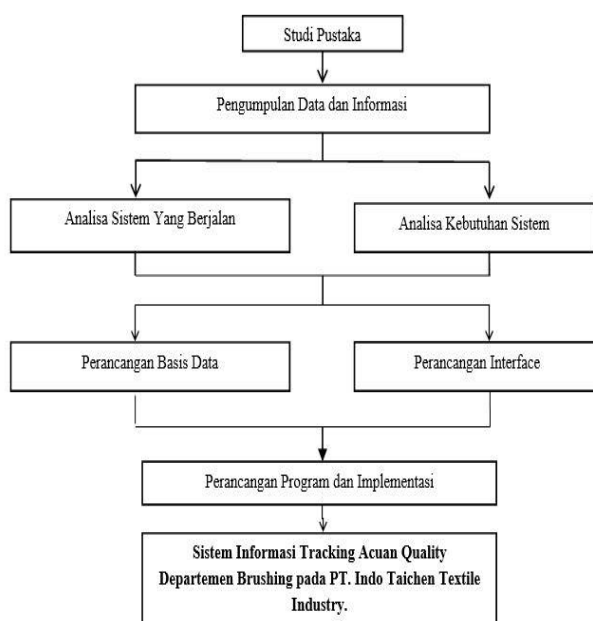 Studi Pustaka
Pengumpulan Data dan Informasi
Analisa Sistem Yang Berjalan
Analisa Kebutuhan Sistem
Perancangan Basis Data
Perancangan Interface
Perancangan Program dan Implementasi
Sistem Informasi Tracking Acuan Quality
Departemen Brushing pada PT. Indo Taichen Textile
Industry.